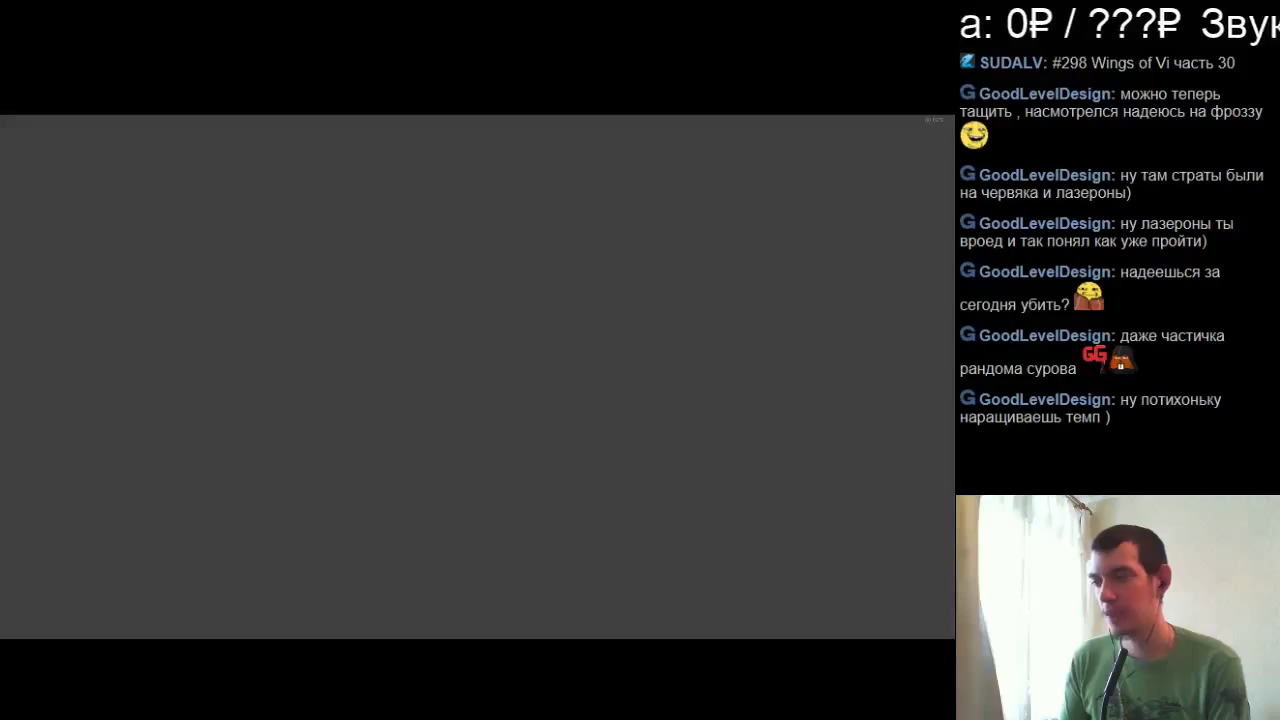 а: 0₽ / ???₽ Звук
SUDALV: #298 Wings of Vi часть 30
GoodLevelDesign: можно теперь
тащить , насмотрелся надеюсь на фроззу
GoodLevelDesign: ну там страты были
на червяка и лазероны)
GoodLevelDesign: ну лазероны ты
вроед и так понял как уже пройти)
GoodLevelDesign: надеешься за
сегодня убить?
GoodLevelDesign: даже частичка
рандома сурова GG
GoodLevelDesign: ну потихоньку
наращиваешь темп )